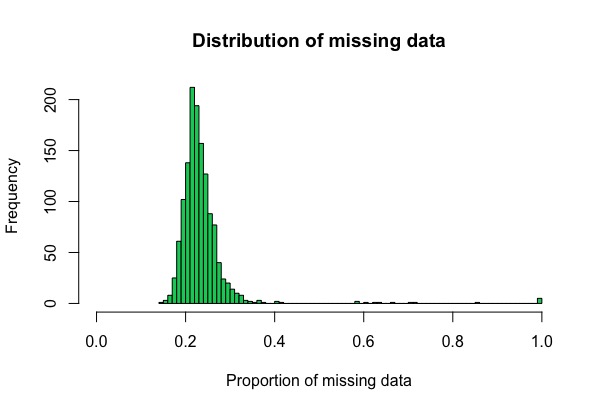 Distribution of missing data
Frequency
200
150
100
50
0
0.0 0.2 0.4 0.6 0.8 1.0
Proportion of missing data